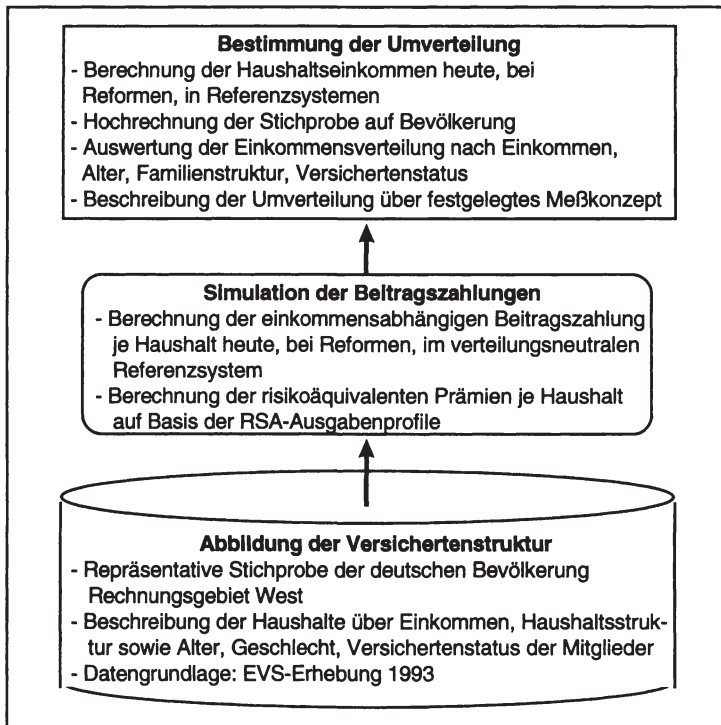 Bestimmung der Umverteilung
- Berechnung der Haushaltseinkommen heute, bei
Reformen, in Referenzsystemen
- Hochrechnung der Stichprobe auf Bevölkerung
- Auswertung der Einkommensverteilung nach Einkommen,
Alter, Familienstruktur, Versichertenstatus
- Beschreibung der Umverteilung über festgelegtes Meßkonzept
Simulation der Beitragszahlungen
- Berechnung der einkommensabhängigen Beitragszahlung
je Haushalt heute, bei Reformen, im verteilungsneutralen
Referenzsystem
- Berechnung der risikoäquivalenten Prämien je Haushalt
auf Basis der RSA-Ausgabenprofile
Abbildung der Versichertenstruktur
- Repräsentative Stichprobe der deutschen Bevölkerung
Rechnungsgebiet West
- Beschreibung der Haushalte über Einkommen, Haushaltsstruk-
tur sowie Alter, Geschlecht, Versichertenstatus der Mitglieder
- Datengrundlage: EVS-Erhebung 1993